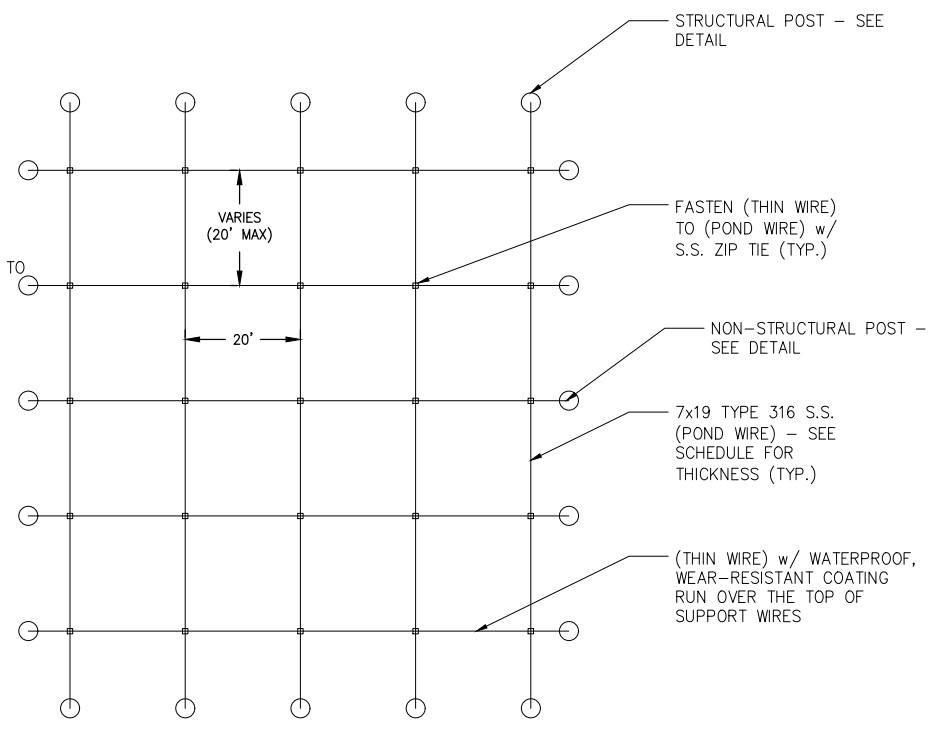 STRUCTURAL POST – SEE
DETAIL
FASTEN (THIN WIRE)
TO (POND WIRE) w/
S.S. ZIP TIE (TYP.)
VARIES
(20' MAX)
TO
20'
NON–STRUCTURAL POST –
SEE DETAIL
7x19 TYPE 316 S.S.
(POND WIRE) – SEE
SCHEDULE FOR
THICKNESS (TYP.)
(THIN WIRE) w/ WATERPROOF,
WEAR–RESISTANT COATING
RUN OVER THE TOP OF
SUPPORT WIRES